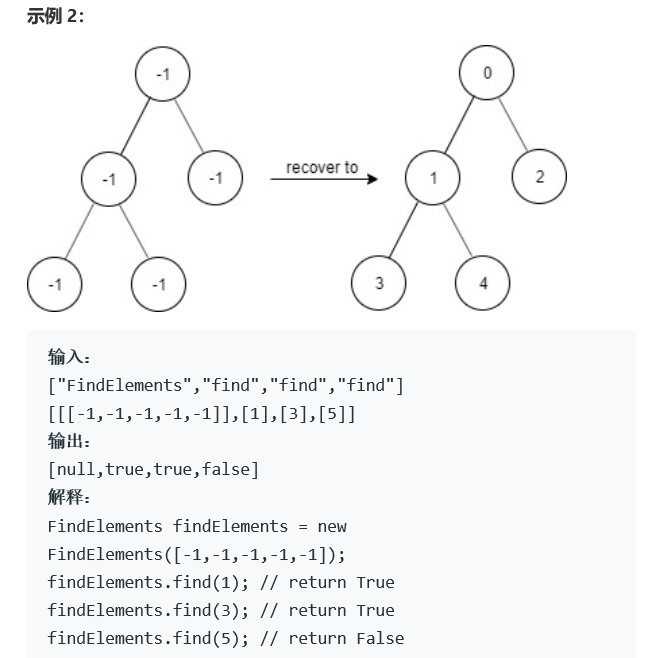 示例 2：
-1
0
-1
-1
recover to
1
2
-1
-1
3
4
输入：
["FindElements","find","find","find"]
[[[-1,-1,-1,-1,-1]],[1],[3],[5]]
输出：
[null,true,true,false]
解释：
FindElements findElements = new
FindElements([-1,-1,-1,-1,-1]);
findElements.find(1); // return True
findElements.find(3); // return True
findElements.find(5); // return False